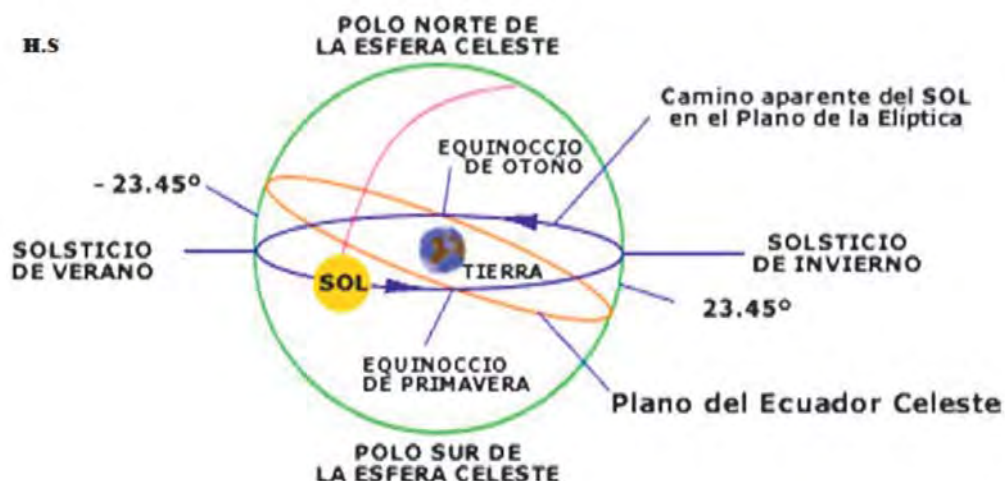 H.S
POLO NORTE DE
LA ESFERA CELESTE
Camino aparente del SOL
en el Plano de la Elíptica
EQUINOCCIO
DE OTOÑO
- 23.45º
SOLSTICIO
DE VERANO
SOL
TIERRA
SOLSTICIO
DE INVIERNO
23.45º
EQUINOCCIO
DE PRIMAVERA
Plano del Ecuador Celeste
POLO SUR DE
LA ESFERA CELESTE